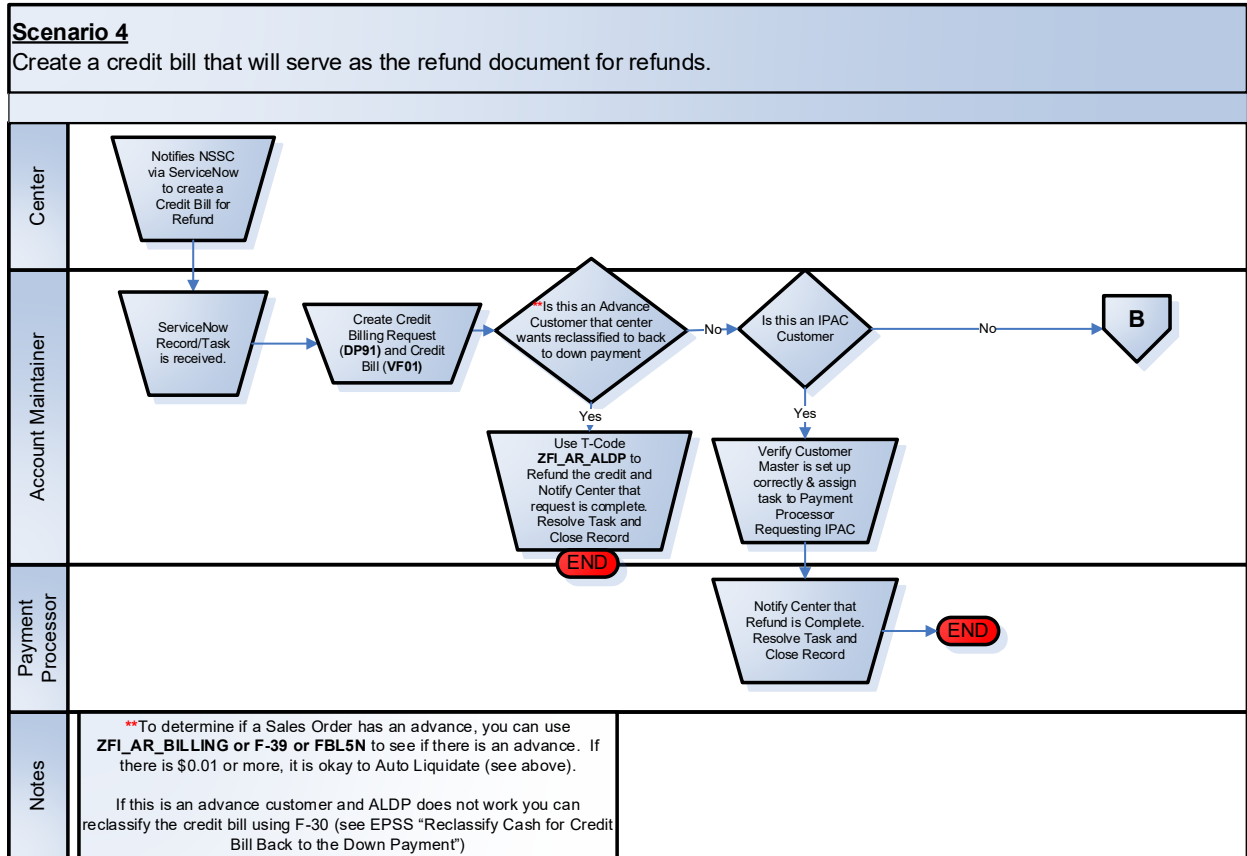 Scenario 4
Create a credit bill that will serve as the refund document for refunds.
Center
Notifies NSSC
via ServiceNow
to create a
Credit Bill for
Refund
Account Maintainer
ServiceNow
Record/Task
is received.
Create Credit
Billing Request
(DP91) and Credit
Bill (VF01)
**Is this an Advance
Customer that center
wants reclassified to back
to down payment
No
Is this an IPAC
Customer
No
B
Yes
Use T-Code
ZFI_AR_ALDP to
Refund the credit and
Notify Center that
request is complete.
Resolve Task and
Close Record
END
Yes
Verify Customer
Master is set up
correctly & assign
task to Payment
Processor
Requesting IPAC
Payment
Processor
Notify Center that
Refund is Complete.
Resolve Task and
Close Record
END
Notes
**To determine if a Sales Order has an advance, you can use
ZFI_AR_BILLING or F-39 or FBL5N to see if there is an advance. If
there is $0.01 or more, it is okay to Auto Liquidate (see above).
If this is an advance customer and ALDP does not work you can
reclassify the credit bill using F-30 (see EPSS “Reclassify Cash for Credit
Bill Back to the Down Payment”)